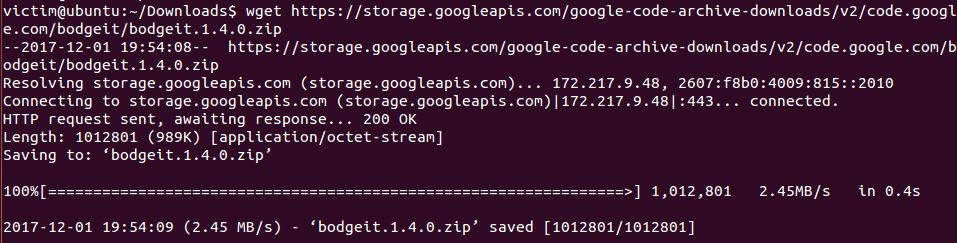 victim@ubuntu:~/Downloads$ wget https://storage.googleapis.com/google-code-archive-downloads/v2/code.googl
e.com/bodgeit/bodgeit.1.4.0.zip
--2017-12-01 19:54:08--  https://storage.googleapis.com/google-code-archive-downloads/v2/code.google.com/b
odgeit/bodgeit.1.4.0.zip
Resolving storage.googleapis.com (storage.googleapis.com)... 172.217.9.48, 2607:f8b0:4009:815::2010
Connecting to storage.googleapis.com (storage.googleapis.com)|172.217.9.48|:443... connected.
HTTP request sent, awaiting response... 200 OK
Length: 1012801 (989K) [application/octet-stream]
Saving to: ‘bodgeit.1.4.0.zip’
100%[================================================================>] 1,012,801   2.45MB/s   in 0.4s
2017-12-01 19:54:09 (2.45 MB/s) - ‘bodgeit.1.4.0.zip’ saved [1012801/1012801]